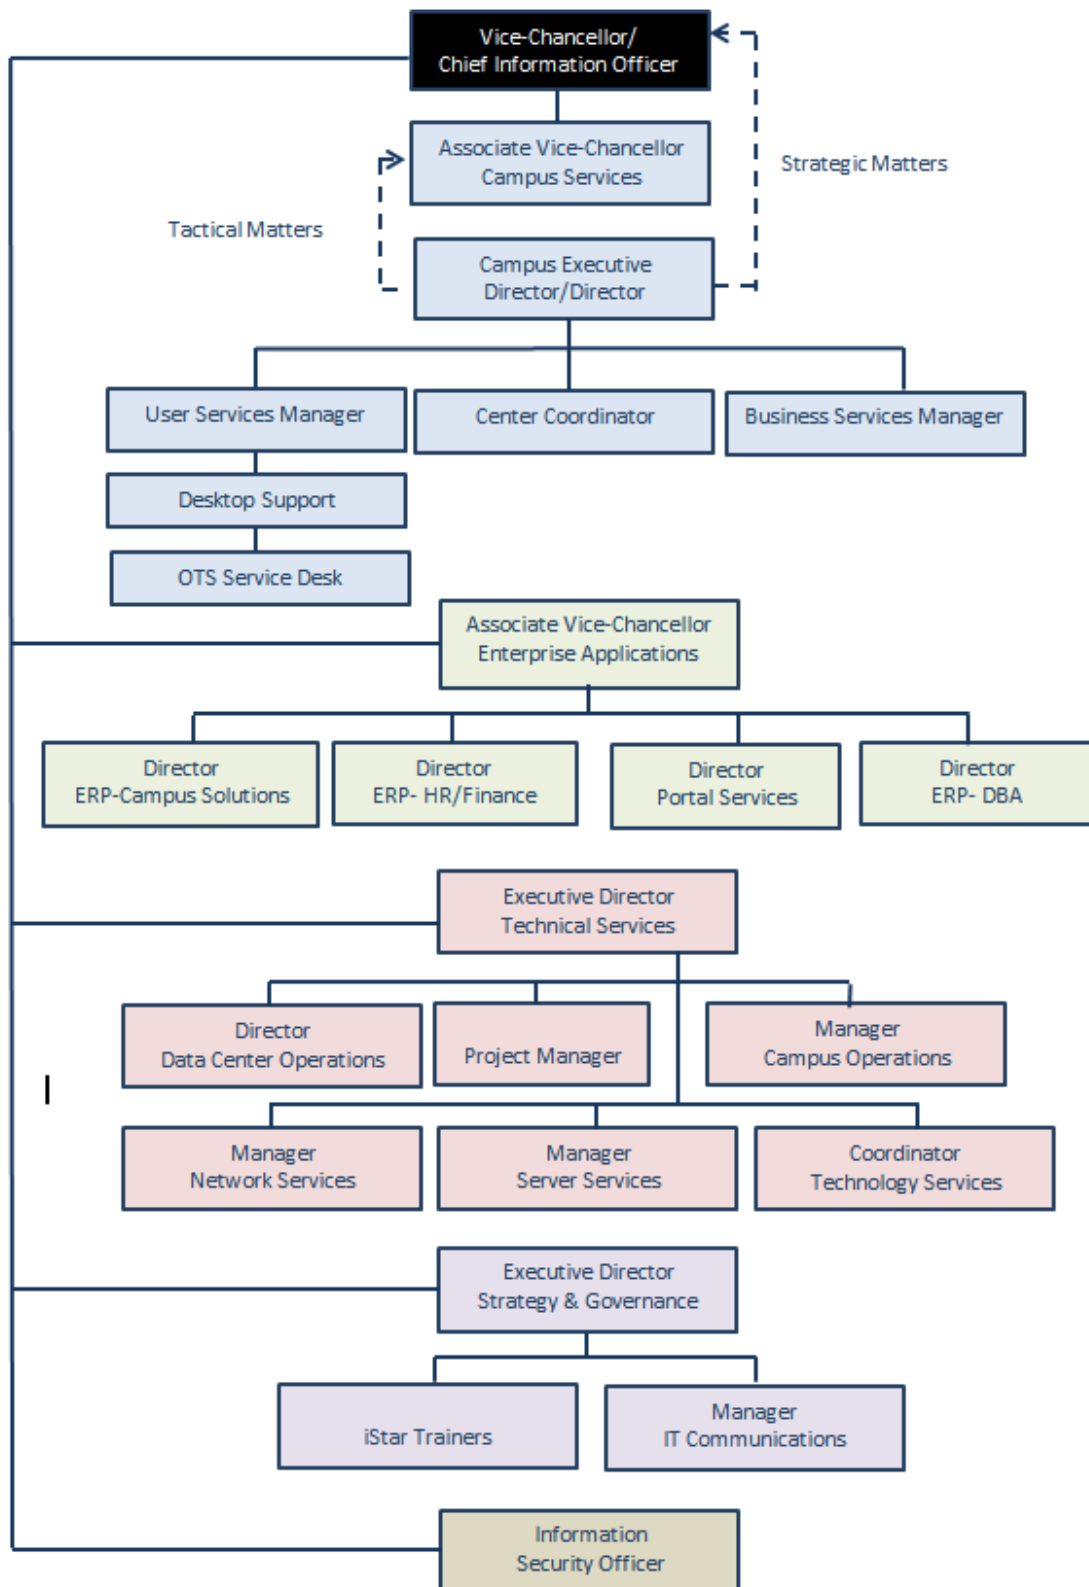 Vice-Chancellor/
Chief Information Officer
Associate Vice-Chancellor
Campus Services
Strategic Matters
Tactical Matters
Campus Executive
Director/Director
User Services Manager
Center Coordinator
Business Services Manager
Desktop Support
OTS Service Desk
Associate Vice-Chancellor
Enterprise Applications
Director
ERP-Campus Solutions
Director
ERP- HR/Finance
Director
Portal Services
Director
ERP- DBA
Executive Director
Technical Services
Director
Data Center Operations
Project Manager
Manager
Campus Operations
Manager
Network Services
Manager
Server Services
Coordinator
Technology Services
Executive Director
Strategy & Governance
iStar Trainers
Manager
IT Communications
Information
Security Officer